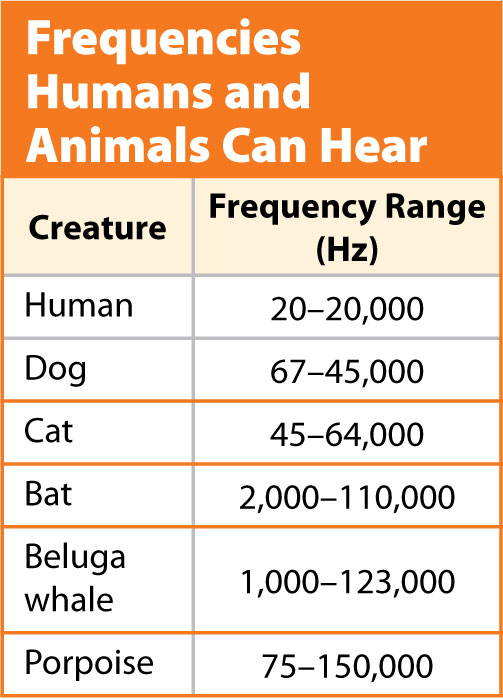 Frequencies
Humans and
Animals Can Hear
Creature
Frequency Range
(Hz)
Human
20–20,000
Dog
67–45,000
Cat
45–64,000
Bat
2,000–110,000
Beluga
whale
1,000–123,000
Porpoise
75–150,000